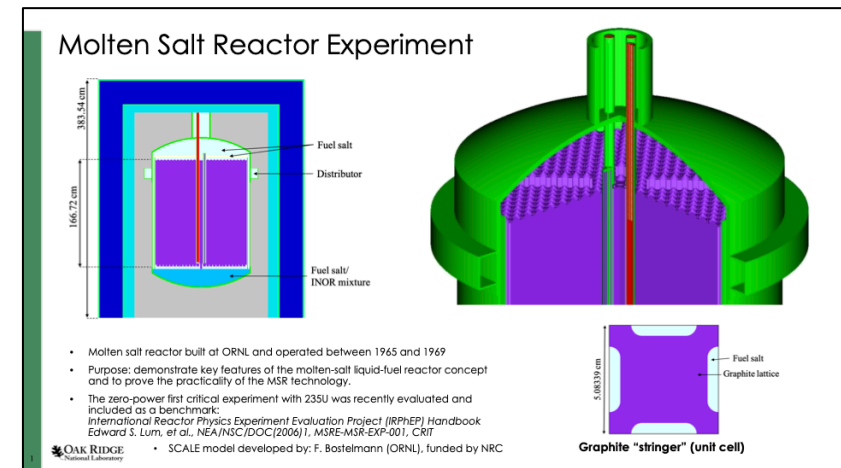 Molten Salt Reactor Experiment
383.54 cm
166.72 cm
Fuel salt
Distributor
Fuel salt/
INOR mixture
• Molten salt reactor built at ORNL and operated between 1965 and 1969
• Purpose: demonstrate key features of the molten-salt liquid-fuel reactor concept
and to prove the practicality of the MSR technology.
• The zero-power first critical experiment with 235U was recently evaluated and
included as a benchmark:
International Reactor Physics Experiment Evaluation Project (IRPhEP) Handbook
Edward S. Lum, et al., NEA/NSC/DOC(2006)1, MSRE-MSR-EXP-001, CRIT
• SCALE model developed by: F. Bostelmann (ORNL), funded by NRC
5.08339 cm
Fuel salt
Graphite lattice
Graphite "stringer" (unit cell)
1
OAK RIDGE
National Laboratory